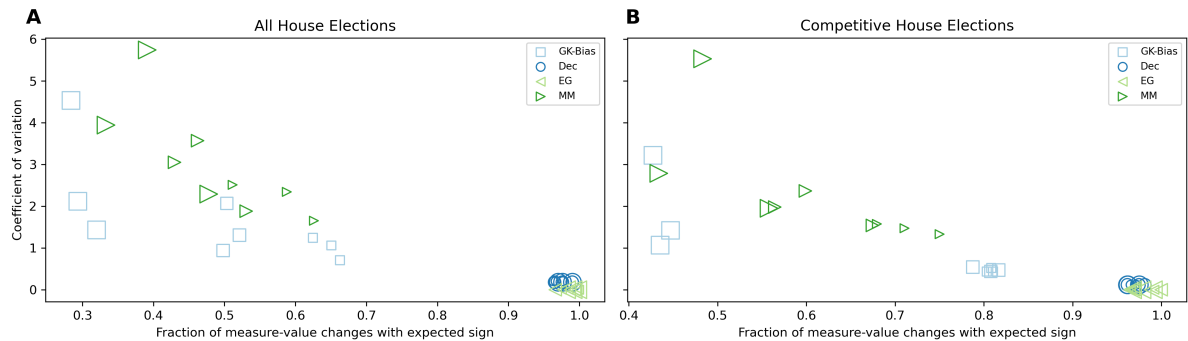 A
All House Elections
B
Competitive House Elections
GK-Bias
Dec
EG
MM
GK-Bias
Dec
EG
MM
Coefficient of variation
6
5
4
3
2
1
0
0.3 0.4 0.5 0.6 0.7 0.8 0.9 1.0
0.4 0.5 0.6 0.7 0.8 0.9 1.0
Fraction of measure-value changes with expected sign
Fraction of measure-value changes with expected sign